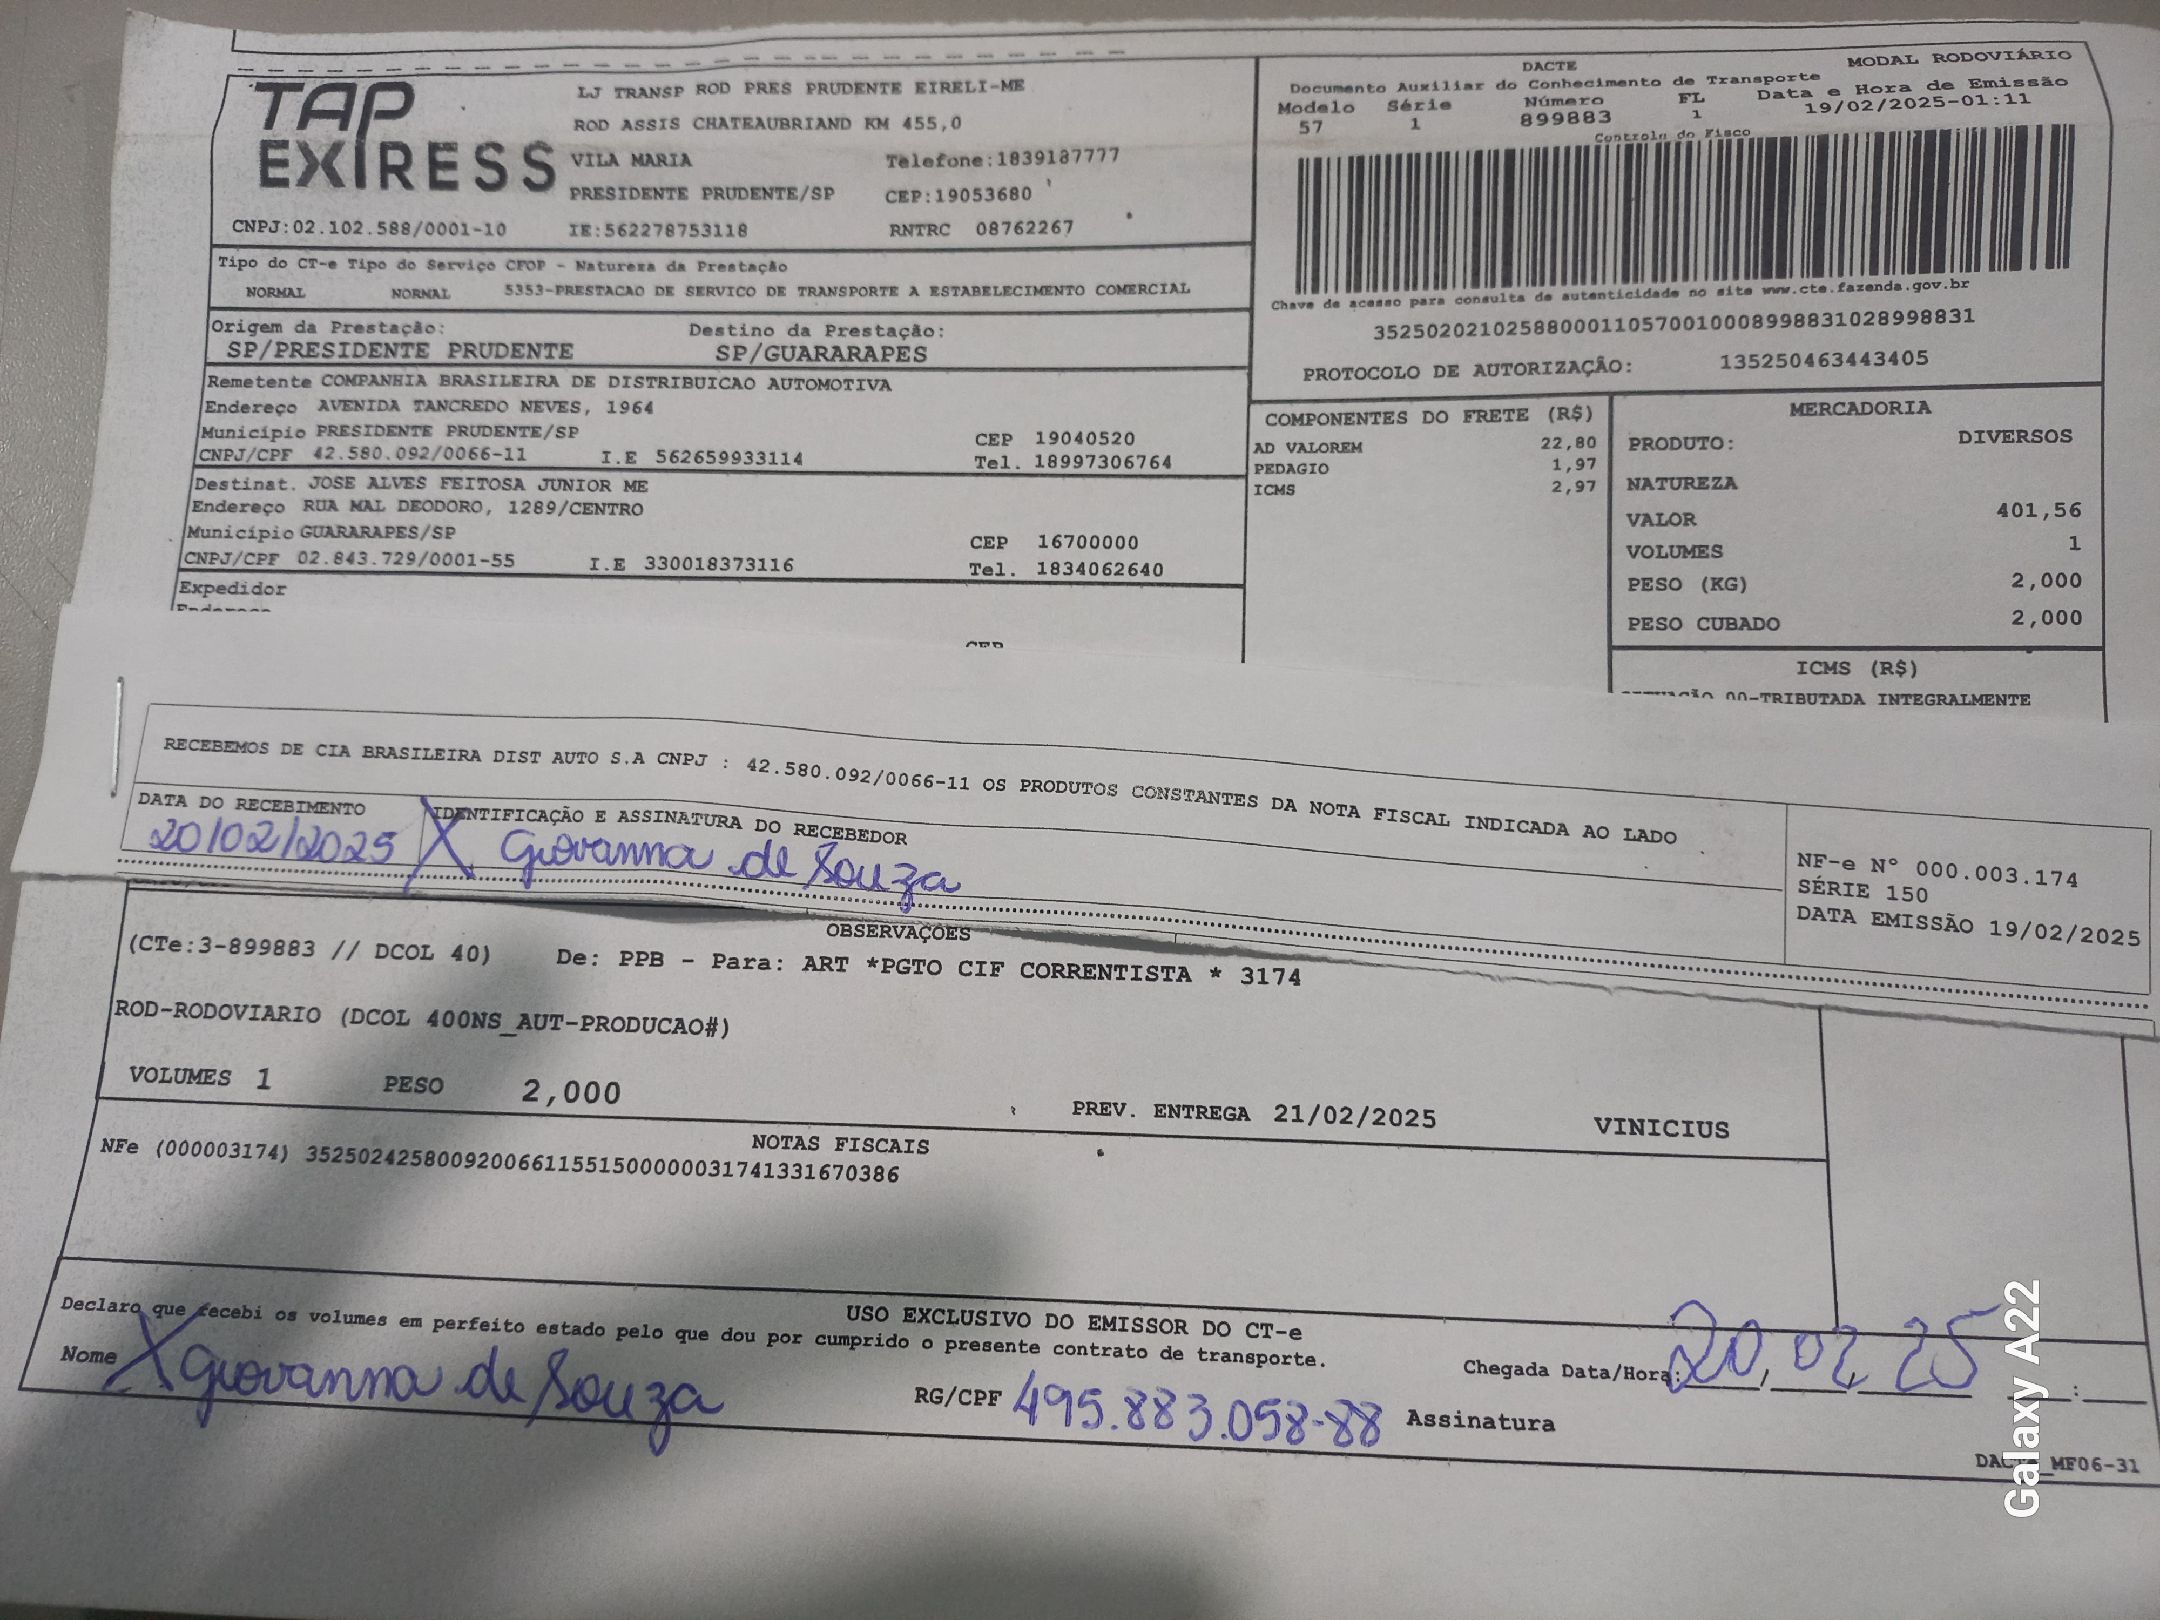 TAP
EXIRESS
LJ TRANSP ROD PRES PRUDENTE EIRELI-ME
ROD ASSIS CHATEAUBRIAND KM 455,0
VILA MARIA Telefone:1839187777
PRESIDENTE PRUDENTE/SP CEP:19053680
CNPJ:02.102.588/0001-10 IE:562278753118 RNTRC 08762267
DACTE MODAL RODOVIÁRIO
Documento Auxiliar do Conhecimento de Transporte
Modelo Série Número FL Data e Hora de Emissão
57 1 899883 1 19/02/2025-01:11
Controle do Fisco
Chave de acesso para consulta de autenticidade no site www.cte.fazenda.gov.br
35250202102588000110570010008998831028998831
PROTOCOLO DE AUTORIZAÇÃO: 135250463443405
Tipo do CT-e Tipo do Serviço CFOP - Natureza da Prestação
NORMAL NORMAL 5353-PRESTACAO DE SERVICO DE TRANSPORTE A ESTABELECIMENTO COMERCIAL
Origem da Prestação: Destino da Prestação:
SP/PRESIDENTE PRUDENTE SP/GUARARAPES
Remetente COMPANHIA BRASILEIRA DE DISTRIBUICAO AUTOMOTIVA
Endereço AVENIDA TANCREDO NEVES, 1964
Município PRESIDENTE PRUDENTE/SP CEP 19040520
CNPJ/CPF 42.580.092/0066-11 I.E 562659933114 Tel. 18997306764
Destinat. JOSE ALVES FEITOSA JUNIOR ME
Endereço RUA MAL DEODORO, 1289/CENTRO
Município GUARARAPES/SP CEP 16700000
CNPJ/CPF 02.843.729/0001-55 I.E 330018373116 Tel. 1834062640
Expedidor
COMPONENTES DO FRETE (R$)
AD VALOREM 22,80
PEDAGIO 1,97
ICMS 2,97
MERCADORIA
PRODUTO: DIVERSOS
NATUREZA
VALOR 401,56
VOLUMES 1
PESO (KG) 2,000
PESO CUBADO 2,000
ICMS (R$)
00-TRIBUTADA INTEGRALMENTE
RECEBEMOS DE CIA BRASILEIRA DIST AUTO S.A CNPJ : 42.580.092/0066-11 OS PRODUTOS CONSTANTES DA NOTA FISCAL INDICADA AO LADO
DATA DO RECEBIMENTO IDENTIFICAÇÃO E ASSINATURA DO RECEBEDOR
20/02/2025 X Giovanna de Souza
NF-e N° 000.003.174
SÉRIE 150
DATA EMISSÃO 19/02/2025
OBSERVAÇÕES
(CTe:3-899883 // DCOL 40) De: PPB - Para: ART *PGTO CIF CORRENTISTA * 3174
ROD-RODOVIARIO (DCOL 400NS_AUT-PRODUCAO#)
VOLUMES 1 PESO 2,000 PREV. ENTREGA 21/02/2025 VINICIUS
NOTAS FISCAIS
NFe (000003174) 35250242580092006611551500000031741331670386
USO EXCLUSIVO DO EMISSOR DO CT-e
Declaro que recebi os volumes em perfeito estado pelo que dou por cumprido o presente contrato de transporte.
Nome X Giovanna de Souza RG/CPF 495.883.058-88 Assinatura
Chegada Data/Hora: 20/02/25 :
MF06-31
Galaxy A22